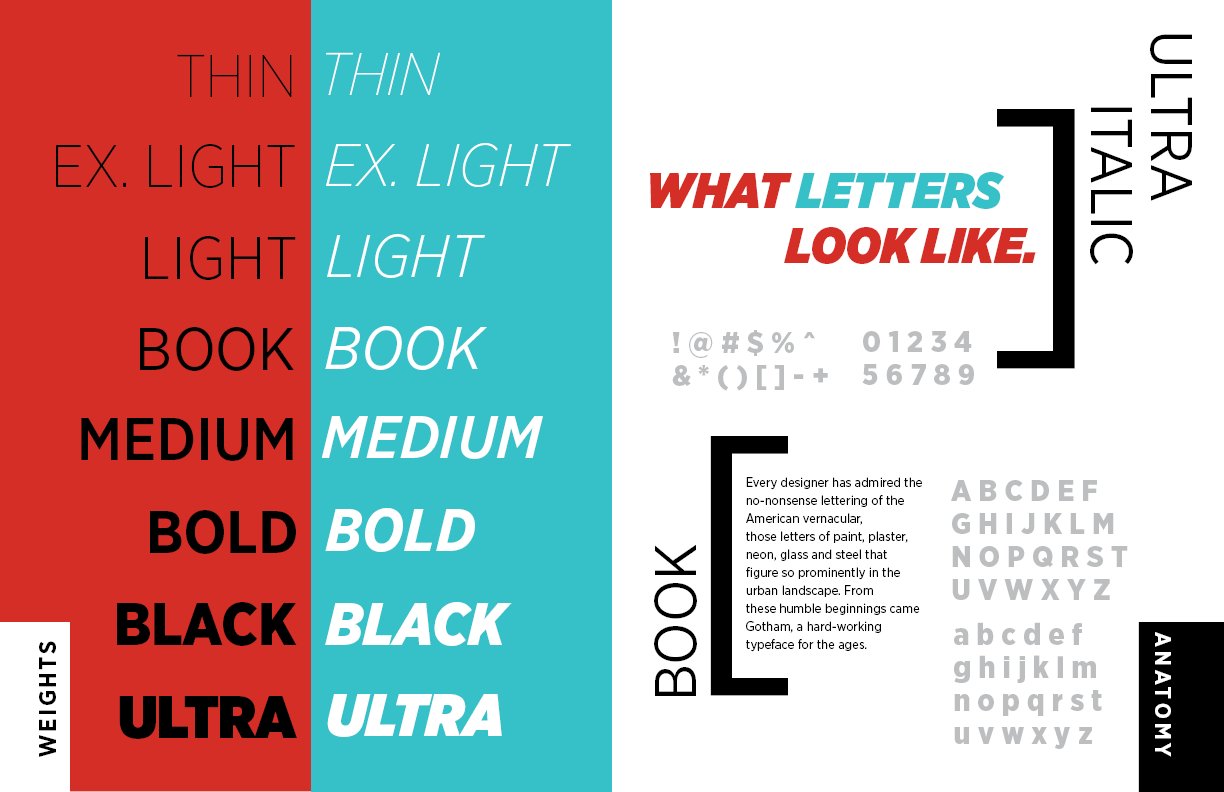 THIN
EX. LIGHT
LIGHT
BOOK
MEDIUM
BOLD
BLACK
ULTRA
WEIGHTS
THIN
EX. LIGHT
LIGHT
BOOK
MEDIUM
BOLD
BLACK
ULTRA
ULTRA
ITALIC
WHAT LETTERS
LOOK LIKE.
!@#$%^
&*()[]-+
01234
56789
BOOK
Every designer has admired the
no-nonsense lettering of the
American vernacular,
those letters of paint, plaster,
neon, glass and steel that
figure so prominently in the
urban landscape. From
these humble beginnings came
Gotham, a hard-working
typeface for the ages.
ABCDEF
GHIJKLM
NOPQRST
UVWXYZ
abcdef
ghijklm
nopqrst
uvwxyz
ANATOMY